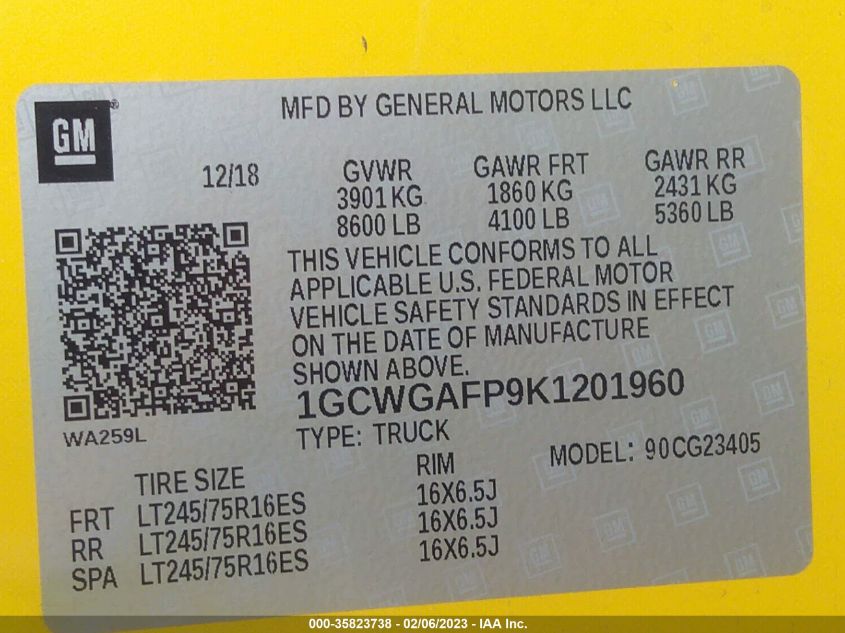 GM
®
MFD BY GENERAL MOTORS LLC
12/18
GVWR GAWR FRT GAWR RR
3901 KG 1860 KG 2431 KG
8600 LB 4100 LB 5360 LB
THIS VEHICLE CONFORMS TO ALL
APPLICABLE U.S. FEDERAL MOTOR
VEHICLE SAFETY STANDARDS IN EFFECT
ON THE DATE OF MANUFACTURE
SHOWN ABOVE.
1GCWGAFP9K1201960
WA259L
TYPE: TRUCK
MODEL: 90CG23405
TIRE SIZE RIM
FRT LT245/75R16ES 16X6.5J
RR LT245/75R16ES 16X6.5J
SPA LT245/75R16ES 16X6.5J
000-35823738 - 02/06/2023 - IAA Inc.